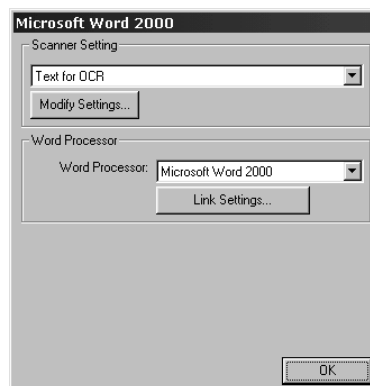 Microsoft Word 2000
Scanner Setting
Text for OCR
Modify Settings...
Word Processor
Word Processor: Microsoft Word 2000
Link Settings...
OK